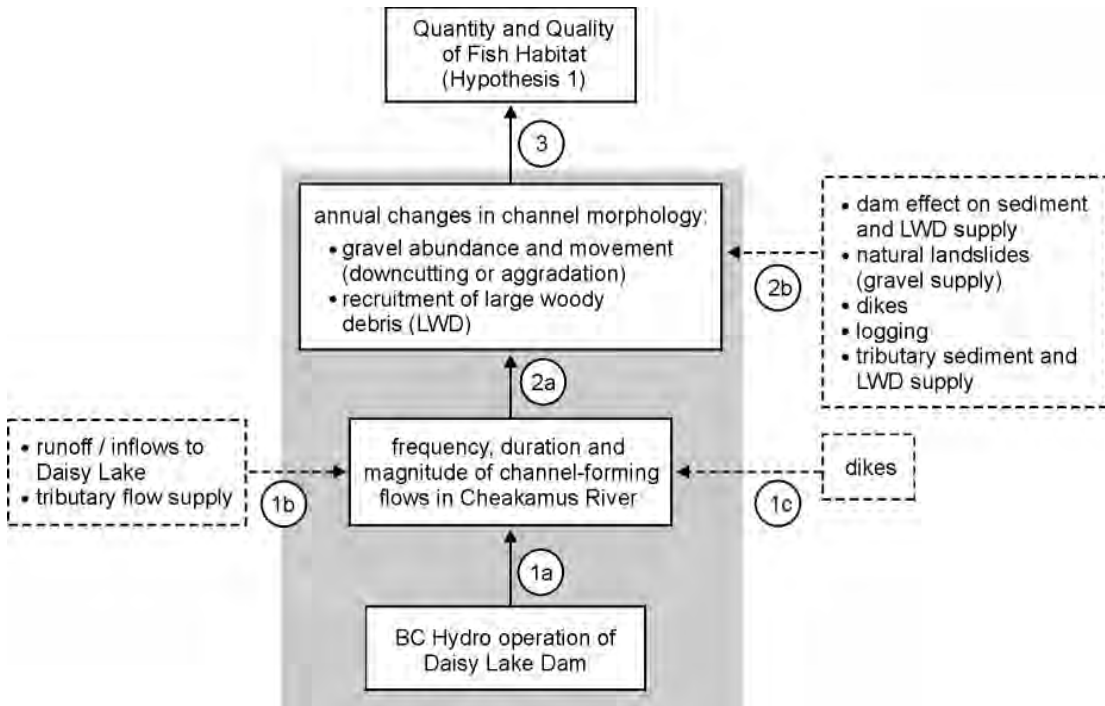 Quantity and Quality
of Fish Habitat
(Hypothesis 1)
3
annual changes in channel morphology:
• gravel abundance and movement
(downcutting or aggradation)
• recruitment of large woody
debris (LWD)
• dam effect on sediment
and LWD supply
• natural landslides
(gravel supply)
• dikes
• logging
• tributary sediment and
LWD supply
2b
2a
• runoff / inflows to
Daisy Lake
• tributary flow supply
1b
frequency, duration and
magnitude of channel-forming
flows in Cheakamus River
dikes
1c
1a
BC Hydro operation of
Daisy Lake Dam